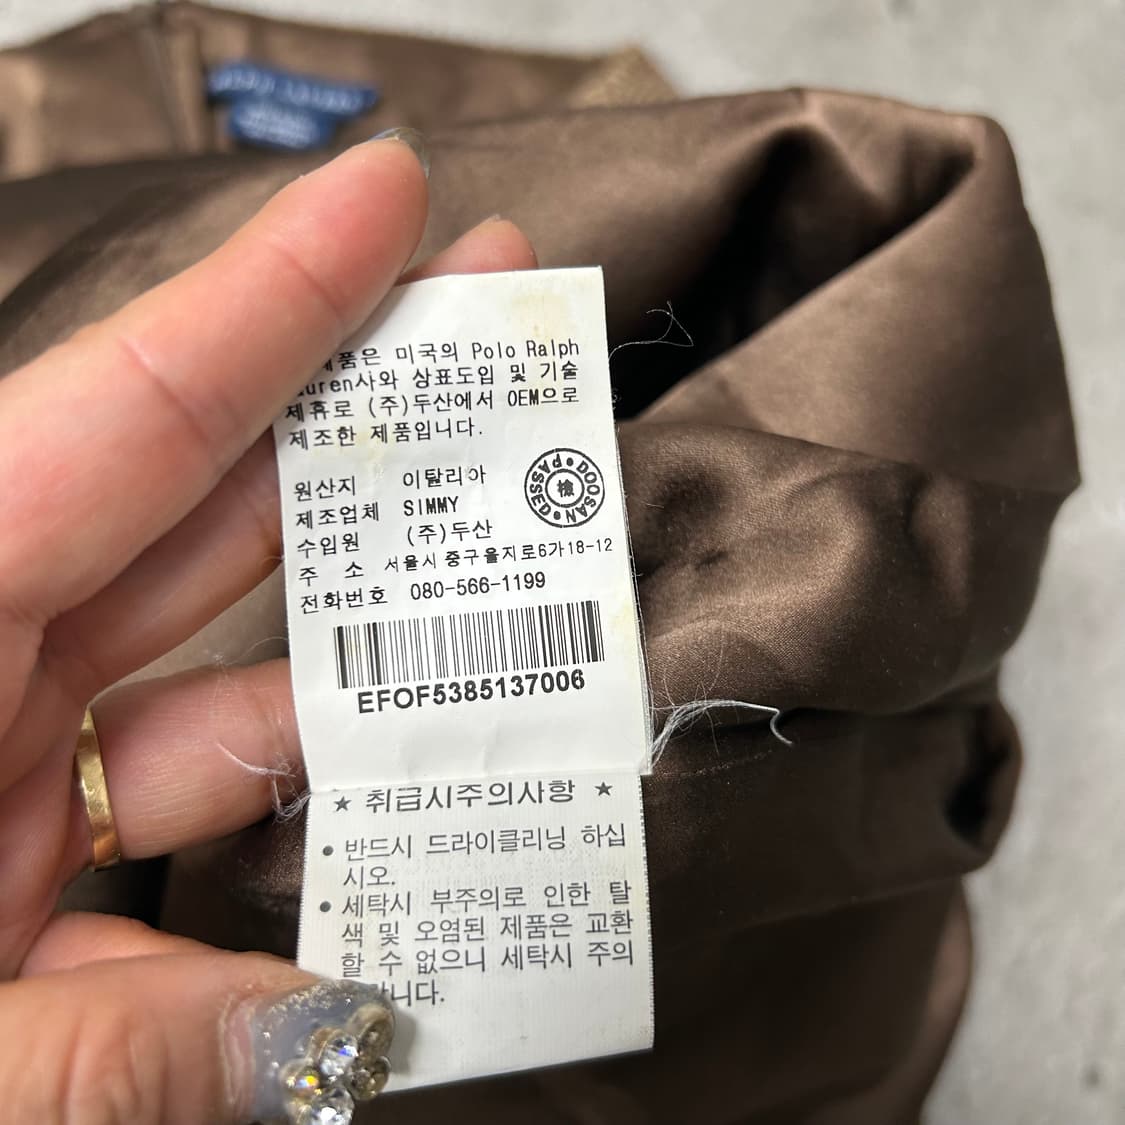 제품은 미국의 Polo Ralph
Lauren사와 상표도입 및 기술
제휴로 (주)두산에서 OEM으로
제조한 제품입니다.
원산지 이탈리아
제조업체 SIMMY
수입원 (주)두산
주 소 서울시 중구 을지로6가 18-12
전화번호 080-566-1199
DOOSAN PASSED
檢
EFOF5385137006
★ 취급시주의사항 ★
• 반드시 드라이클리닝 하십
시오.
• 세탁시 부주의로 인한 탈
색 및 오염된 제품은 교환
할 수 없으니 세탁시 주의
랍니다.